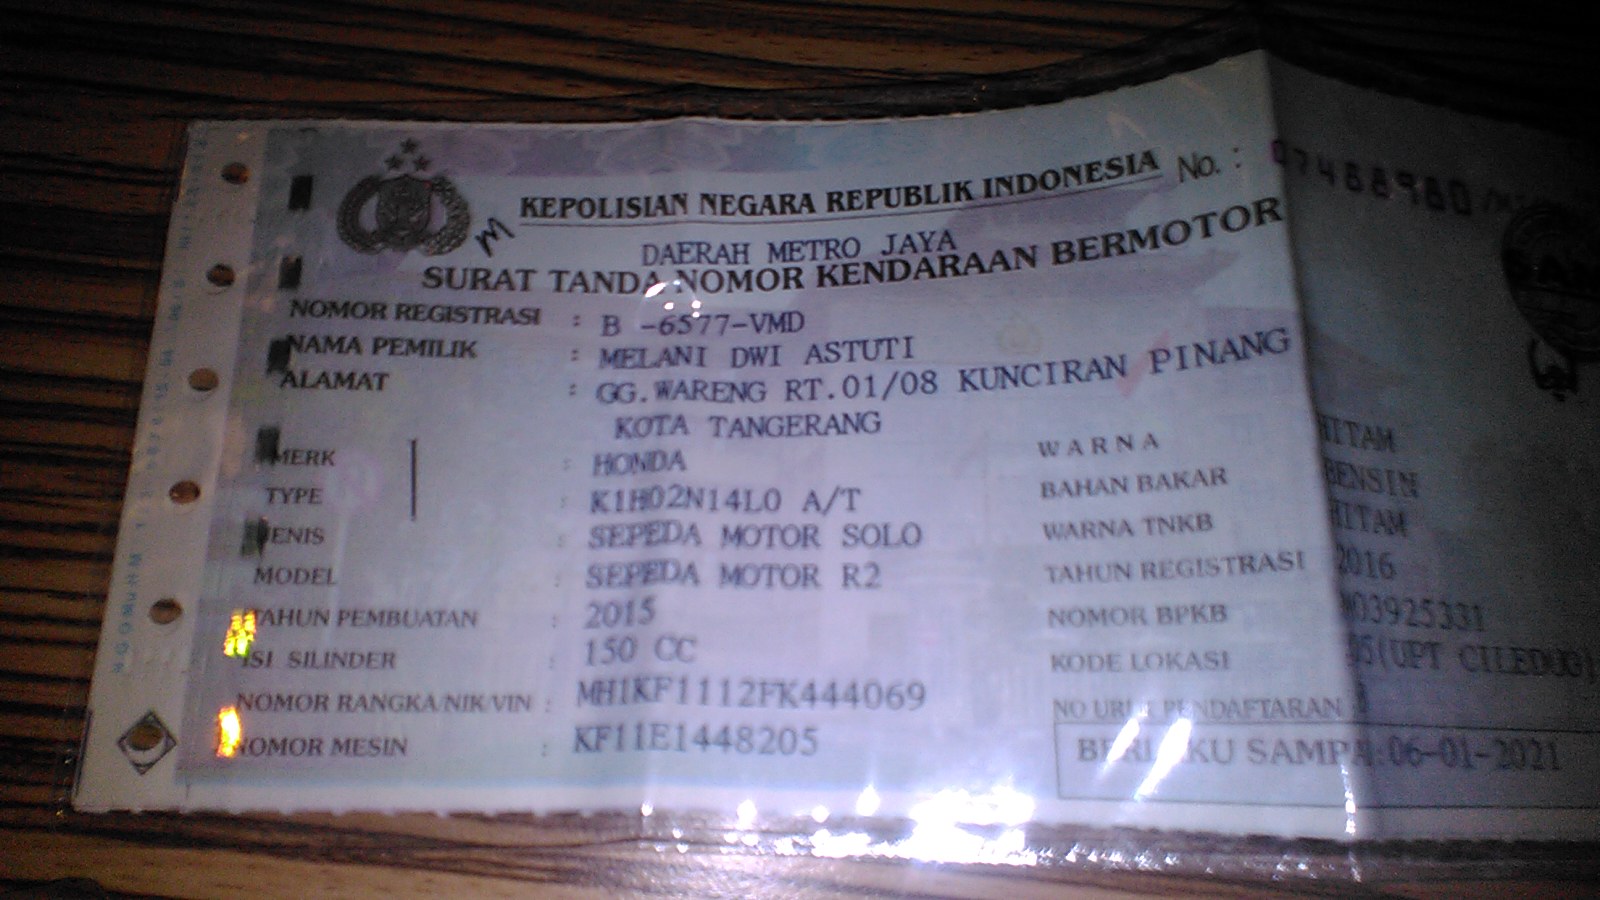 KEPOLISIAN NEGARA REPUBLIK INDONESIA No. : 07468980
DAERAH METRO JAYA
SURAT TANDA NOMOR KENDARAAN BERMOTOR
NOMOR REGISTRASI : B -6577-VMD
NAMA PEMILIK : MELANI DWI ASTUTI
ALAMAT : GG.WARENG RT.01/08 KUNCIRAN PINANG
KOTA TANGERANG
MERK : HONDA
TYPE : K1H02N14L0 A/T
JENIS : SEPEDA MOTOR SOLO
MODEL : SEPEDA MOTOR R2
TAHUN PEMBUATAN : 2015
ISI SILINDER : 150 CC
NOMOR RANGKA/NIK/VIN : MH1KF1112FK444069
NOMOR MESIN : KF11E1448205
WARNA HITAM
BAHAN BAKAR BENSIN
WARNA TNKB HITAM
TAHUN REGISTRASI 2016
NOMOR BPKB M03925331
KODE LOKASI (UPT CILEDUG)
NO URUT PENDAFTARAN
BERLAKU SAMPAI:06-01-2021